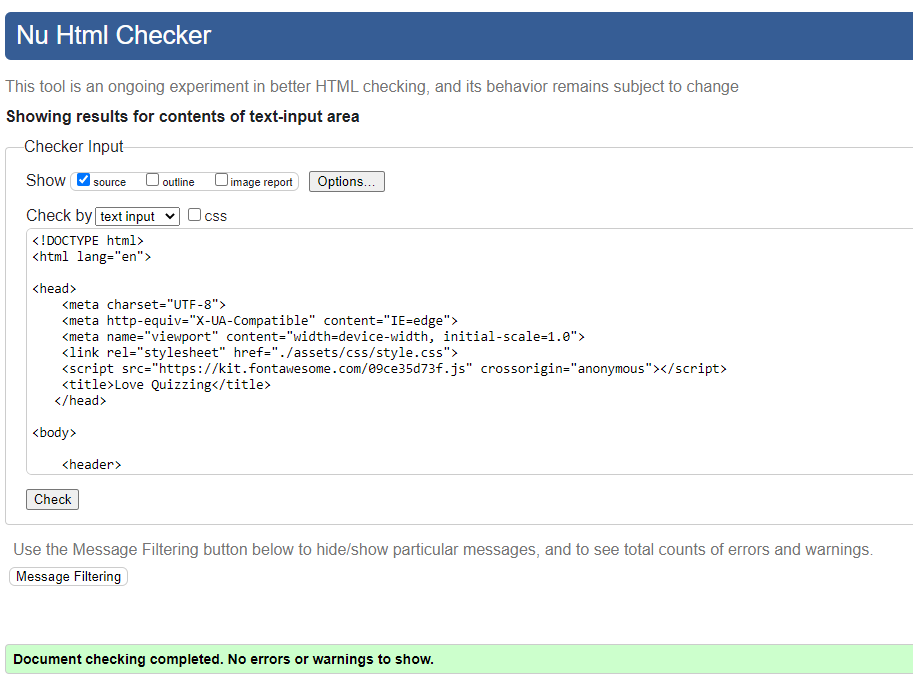 Nu Html Checker
This tool is an ongoing experiment in better HTML checking, and its behavior remains subject to change
Showing results for contents of text-input area
Checker Input
Show source outline image report Options...
Check by text input css
<!DOCTYPE html>
<html lang="en">
<head>
    <meta charset="UTF-8">
    <meta http-equiv="X-UA-Compatible" content="IE=edge">
    <meta name="viewport" content="width=device-width, initial-scale=1.0">
    <link rel="stylesheet" href="./assets/css/style.css">
    <script src="https://kit.fontawesome.com/09ce35d73f.js" crossorigin="anonymous"></script>
    <title>Love Quizzing</title>
   </head>
<body>
    <header>
Check
Use the Message Filtering button below to hide/show particular messages, and to see total counts of errors and warnings.
Message Filtering
Document checking completed. No errors or warnings to show.